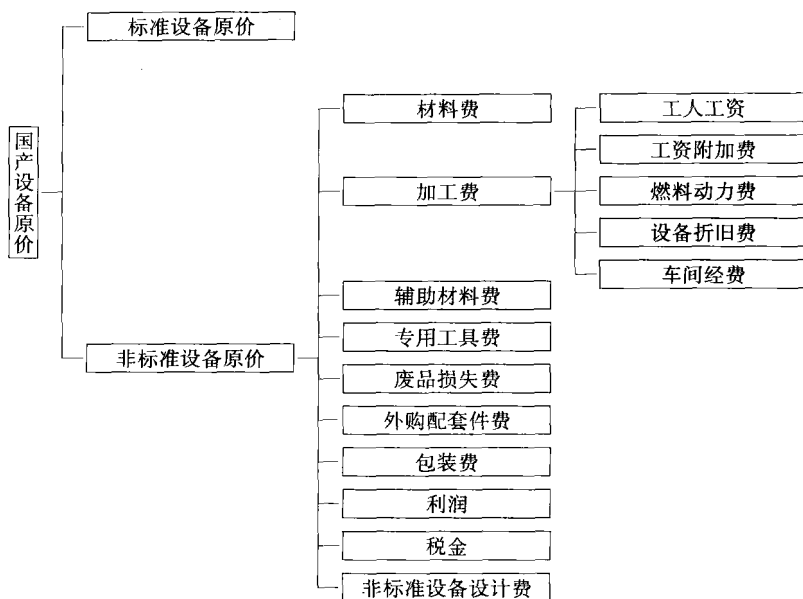 国产设备原价
标准设备原价
非标准设备原价
材料费
加工费
辅助材料费
专用工具费
废品损失费
外购配套件费
包装费
利润
税金
非标准设备设计费
工人工资
工资附加费
燃料动力费
设备折旧费
车间经费